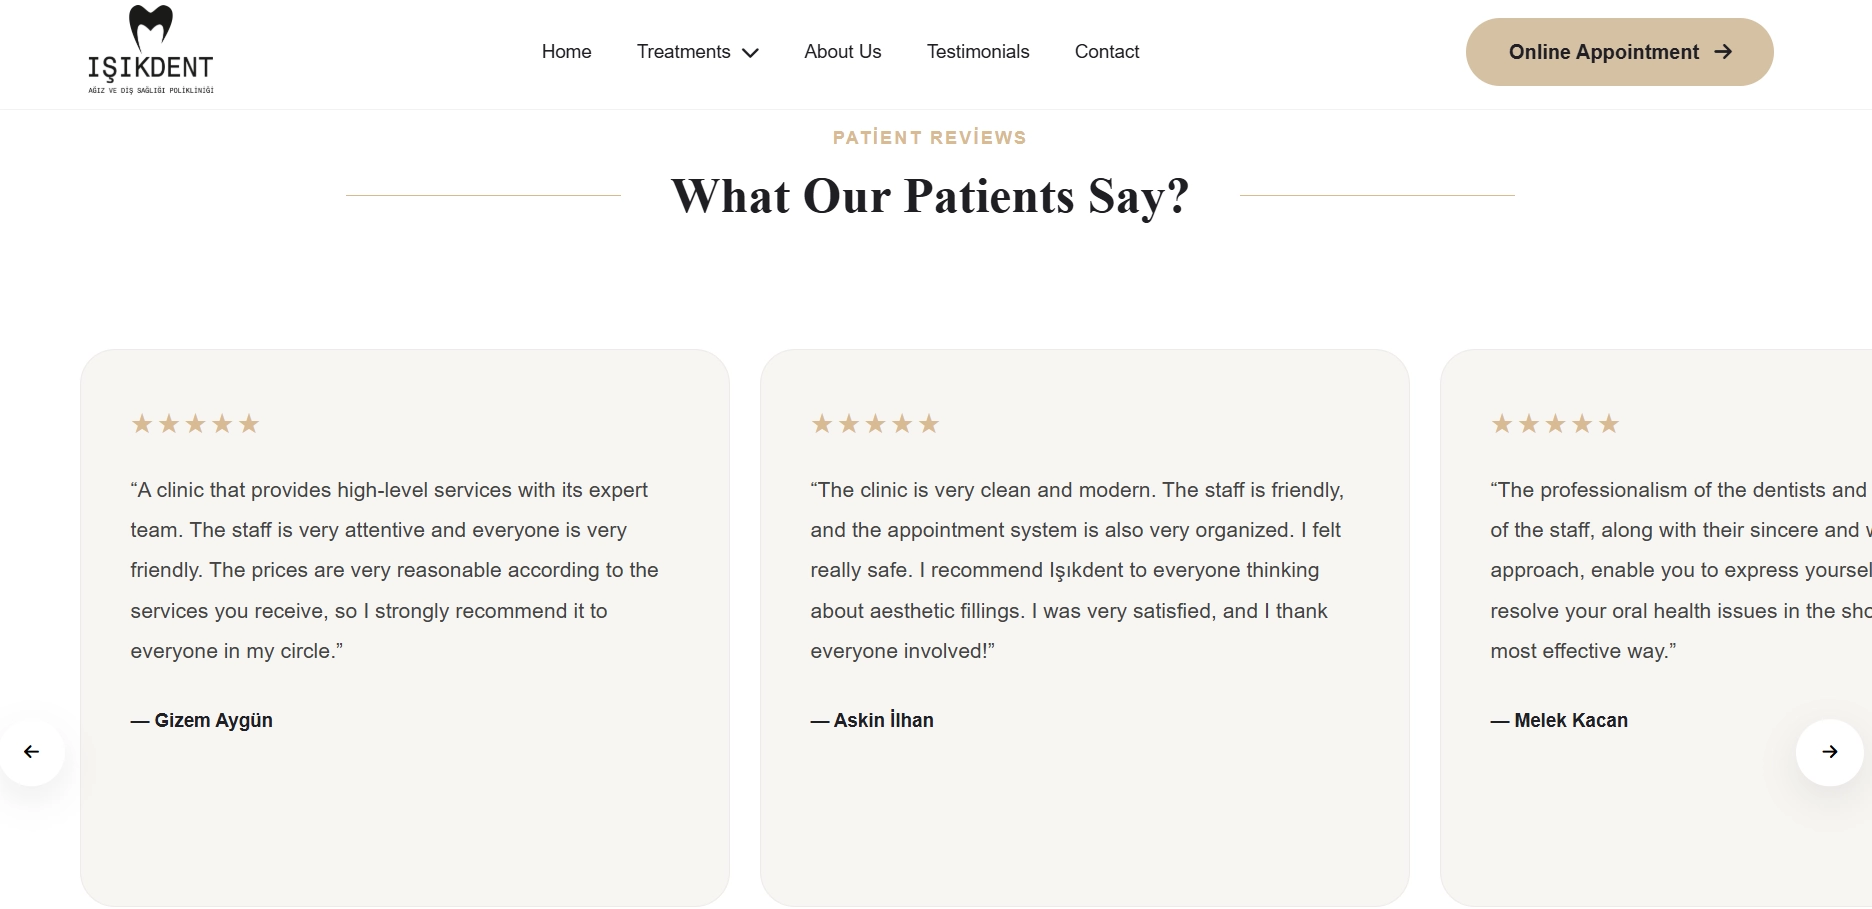 IŞIKDENT
AĞIZ VE DİŞ SAĞLIĞI POLİKLİNİĞİ
Home
Treatments
About Us
Testimonials
Contact
Online Appointment
PATİENT REVİEWS
What Our Patients Say?
“A clinic that provides high-level services with its expert
team. The staff is very attentive and everyone is very
friendly. The prices are very reasonable according to the
services you receive, so I strongly recommend it to
everyone in my circle.”
— Gizem Aygün
“The clinic is very clean and modern. The staff is friendly,
and the appointment system is also very organized. I felt
really safe. I recommend Işıkdent to everyone thinking
about aesthetic fillings. I was very satisfied, and I thank
everyone involved!”
— Askin İlhan
“The professionalism of the dentists and
of the staff, along with their sincere and
approach, enable you to express
resolve your oral health issues in the
most effective way.”
— Melek Kacan